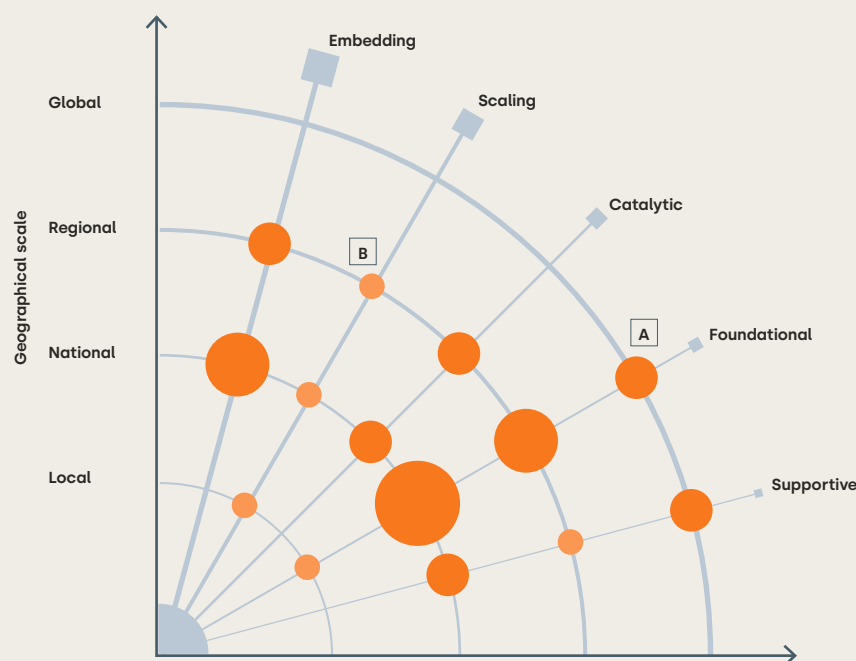 Embedding
Scaling
Global
Catalytic
Regional
B
Geographical scale
A
Foundational
National
Local
Supportive